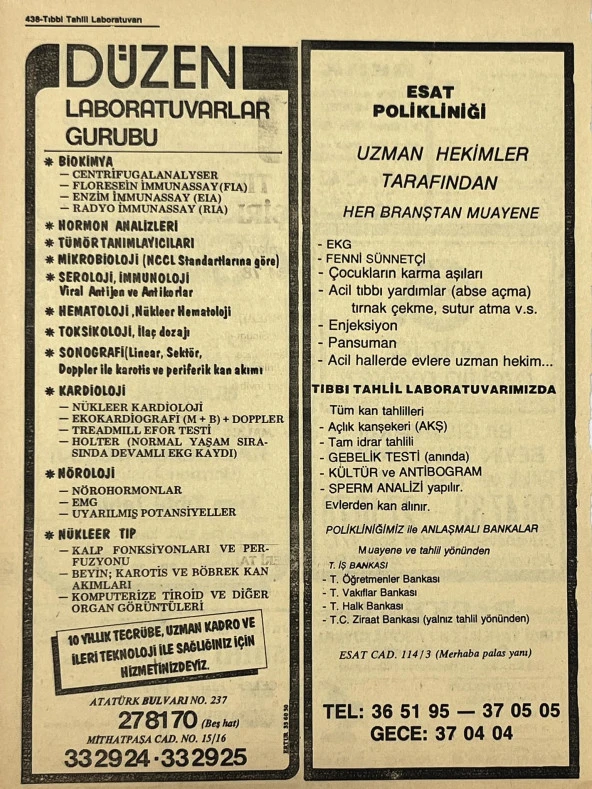 438-Tıbbi Tahlil Laboratuvarı
DÜZEN
LABORATUVARLAR
GURUBU
* BİOKİMYA
— CENTRİFUGALANALYSER
— FLORESEİN İMMUNASSAY(FIA)
— ENZİM İMMUNASSAY (EIA)
— RADYO İMMUNASSAY (RIA)
* HORMON ANALİZLERİ
* TÜMÖR TANIMLAYICILARI
* MİKROBİOLOJİ (NCCL Standartlarına göre)
* SEROLOJİ, İMMUNOLOJİ
Viral Antijen ve Antikorlar
* HEMATOLOJİ ,Nükleer Hematoloji
* TOKSİKOLOJİ, İlaç dozajı
* SONOGRAFİ(Linear, Sektör,
Doppler ile karotis ve periferik kan akımı
* KARDİOLOJİ
— NÜKLEER KARDİOLOJİ
— EKOKARDİOGRAFİ (M + B) + DOPPLER
— TREADMILL EFOR TESTİ
— HOLTER (NORMAL YAŞAM SIRA-
SINDA DEVAMLI EKG KAYDI)
* NÖROLOJİ
— NÖROHORMONLAR
— EMG
— UYARILMIŞ POTANSİYELLER
* NÜKLEER TIP
— KALP FONKSİYONLARI VE PER-
FUZYONU
— BEYİN; KAROTİS VE BÖBREK KAN
AKIMLARI
— KOMPUTERİZE TİROİD VE DİĞER
ORGAN GÖRÜNTÜLERİ
10 YILLIK TECRÜBE, UZMAN KADRO VE
İLERİ TEKNOLOJİ İLE SAĞLIĞINIZ İÇİN
HİZMETİNİZDEYİZ.
ATATÜRK BULVARI NO. 237
278170 (Beş hat)
MİTHATPAŞA CAD. NO. 15/16
332924-332925
ESAT
POLİKLİNİĞİ
UZMAN HEKİMLER
TARAFINDAN
HER BRANŞTAN MUAYENE
- EKG
- FENNİ SÜNNETÇİ
- Çocukların karma aşıları
- Acil tıbbı yardımlar (abse açma)
tırnak çekme, sutur atma v.s.
- Enjeksiyon
- Pansuman
- Acil hallerde evlere uzman hekim...
TIBBI TAHLİL LABORATUVARIMIZDA
Tüm kan tahlilleri
- Açlık kanşekeri (AKŞ)
- Tam idrar tahlili
- GEBELİK TESTİ (anında)
- KÜLTÜR ve ANTİBOGRAM
- SPERM ANALİZİ yapılır.
Evlerden kan alınır.
POLİKLİNİĞİMİZ ile ANLAŞMALI BANKALAR
Muayene ve tahlil yönünden
T. İŞ BANKASI
- T. Öğretmenler Bankası
- T. Vakıflar Bankası
- T. Halk Bankası
- T.C. Ziraat Bankası (yalnız tahlil yönünden)
ESAT CAD. 114/3 (Merhaba palas yanı)
TEL: 36 51 95 — 37 05 05
GECE: 37 04 04